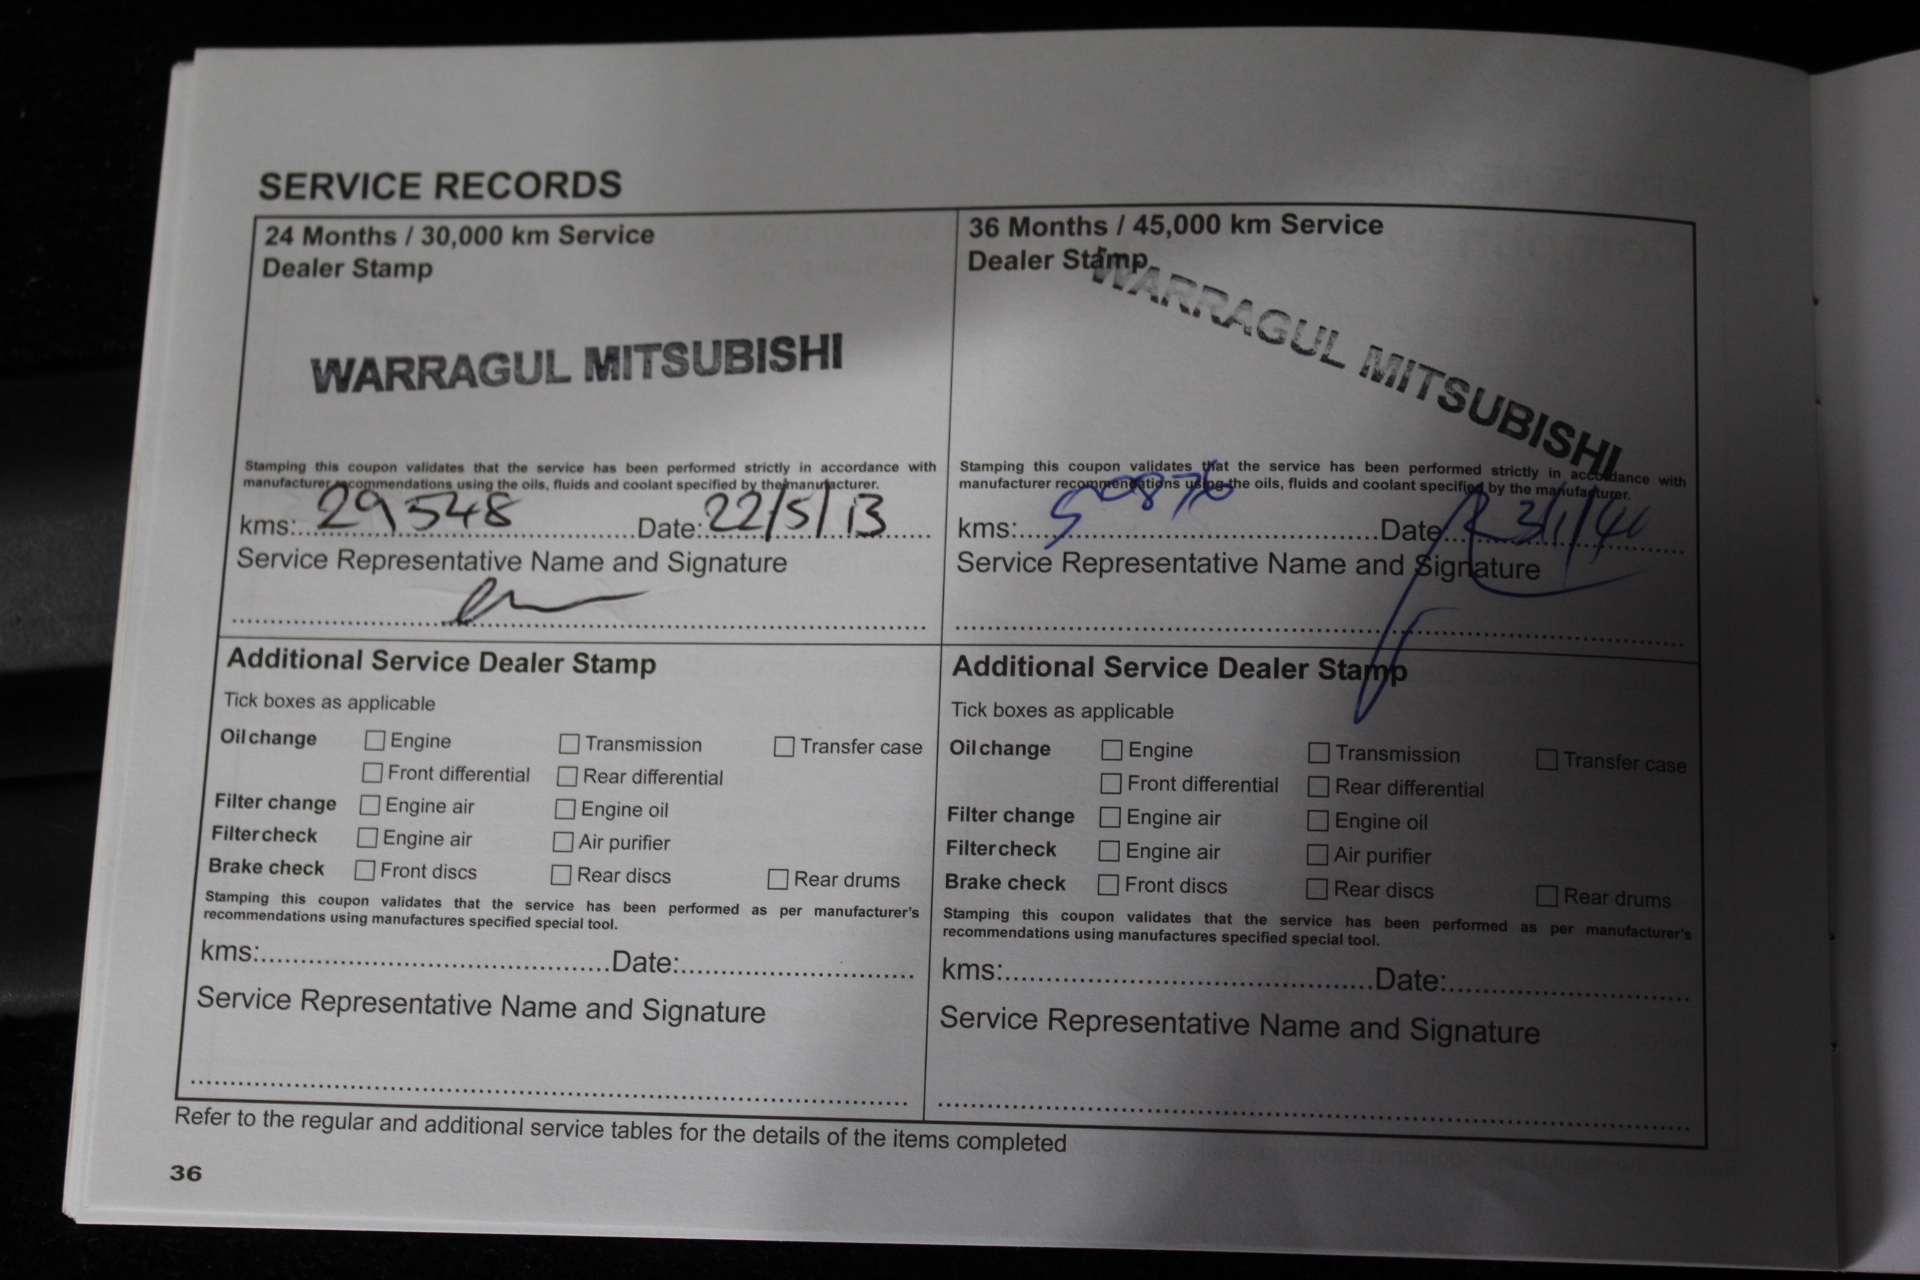 SERVICE RECORDS
24 Months / 30,000 km Service
Dealer Stamp
WARRAGUL MITSUBISHI
Stamping this coupon validates that the service has been performed strictly in accordance with
manufacturer recommendations using the oils, fluids and coolant specified by the manufacturer.
kms: 29548 Date: 22/5/13
Service Representative Name and Signature
36 Months / 45,000 km Service
Dealer Stamp
WARRAGUL MITSUBISHI
Stamping this coupon validates that the service has been performed strictly in accordance with
manufacturer recommendations using the oils, fluids and coolant specified by the manufacturer.
kms: 50876 Date:
Service Representative Name and Signature
Additional Service Dealer Stamp
Tick boxes as applicable
Oil change Engine Transmission Transfer case
Front differential Rear differential
Filter change Engine air Engine oil
Filter check Engine air Air purifier
Brake check Front discs Rear discs Rear drums
Stamping this coupon validates that the service has been performed as per manufacturer's
recommendations using manufactures specified special tool.
kms: Date:
Service Representative Name and Signature
Additional Service Dealer Stamp
Tick boxes as applicable
Oil change Engine Transmission Transfer case
Front differential Rear differential
Filter change Engine air Engine oil
Filter check Engine air Air purifier
Brake check Front discs Rear discs Rear drums
Stamping this coupon validates that the service has been performed as per manufacturer's
recommendations using manufactures specified special tool.
kms: Date:
Service Representative Name and Signature
Refer to the regular and additional service tables for the details of the items completed
36